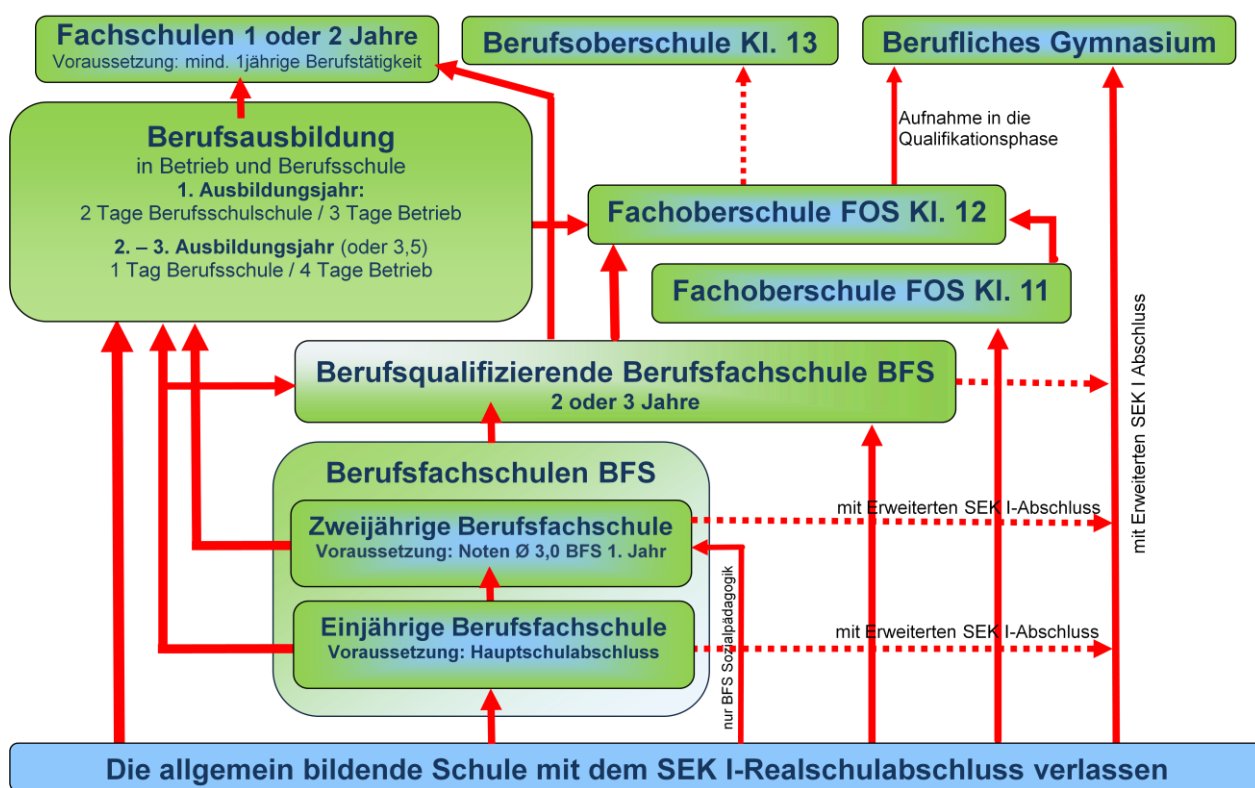 Fachschulen 1 oder 2 Jahre
Voraussetzung: mind. 1jährige Berufstätigkeit
Berufsoberschule Kl. 13
Berufliches Gymnasium
Aufnahme in die
Qualifikationsphase
Berufsausbildung
in Betrieb und Berufsschule
1. Ausbildungsjahr:
2 Tage Berufsschulschule / 3 Tage Betrieb
2. – 3. Ausbildungsjahr (oder 3,5)
1 Tag Berufsschule / 4 Tage Betrieb
Fachoberschule FOS Kl. 12
Fachoberschule FOS Kl. 11
mit Erweiterten SEK I Abschluss
Berufsqualifizierende Berufsfachschule BFS
2 oder 3 Jahre
Berufsfachschulen BFS
Zweijährige Berufsfachschule
Voraussetzung: Noten Ø 3,0 BFS 1. Jahr
mit Erweiterten SEK I-Abschluss
Einjährige Berufsfachschule
Voraussetzung: Hauptschulabschluss
mit Erweiterten SEK I-Abschluss
nur BFS Sozialpädagogik
Die allgemein bildende Schule mit dem SEK I-Realschulabschluss verlassen